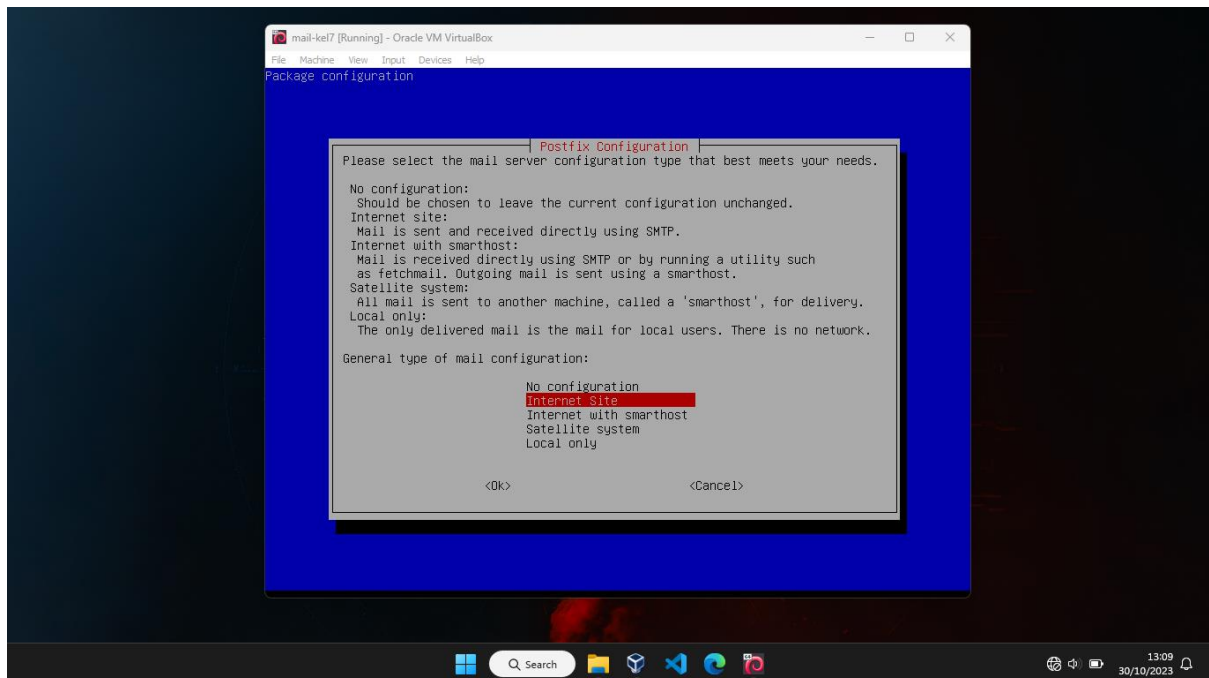 mail-kel7 [Running] - Oracle VM VirtualBox
File Machine View Input Devices Help
Package configuration
Postfix Configuration
Please select the mail server configuration type that best meets your needs.
No configuration:
Should be chosen to leave the current configuration unchanged.
Internet site:
Mail is sent and received directly using SMTP.
Internet with smarthost:
Mail is received directly using SMTP or by running a utility such
as fetchmail. Outgoing mail is sent using a smarthost.
Satellite system:
All mail is sent to another machine, called a 'smarthost', for delivery.
Local only:
The only delivered mail is the mail for local users. There is no network.
General type of mail configuration:
No configuration
Internet Site
Internet with smarthost
Satellite system
Local only
<Ok> <Cancel>
Search
13:09
30/10/2023